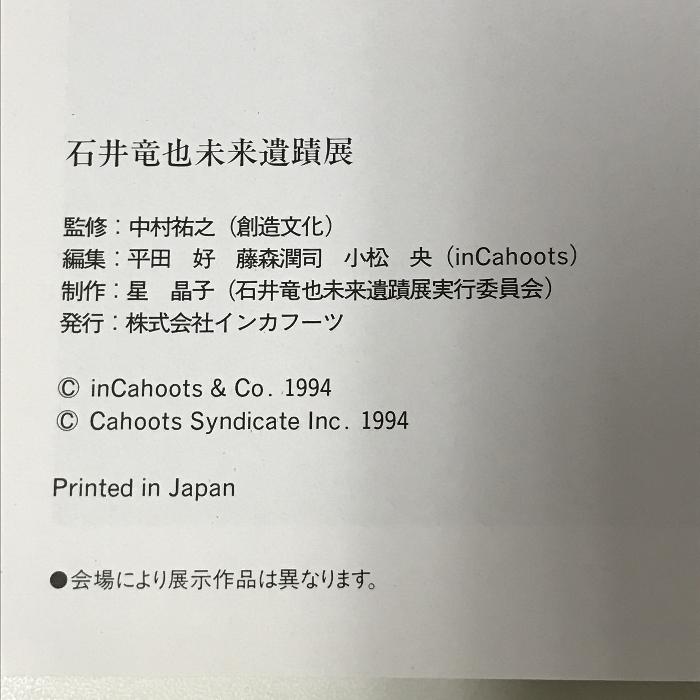 石井竜也未来遺蹟展
監修：中村祐之（創造文化）
編集：平田　好　藤森潤司　小松　央（inCahoots）
制作：星　晶子（石井竜也未来遺蹟展実行委員会）
発行：株式会社インカフーツ
© inCahoots & Co. 1994
© Cahoots Syndicate Inc. 1994
Printed in Japan
●会場により展示作品は異なります。